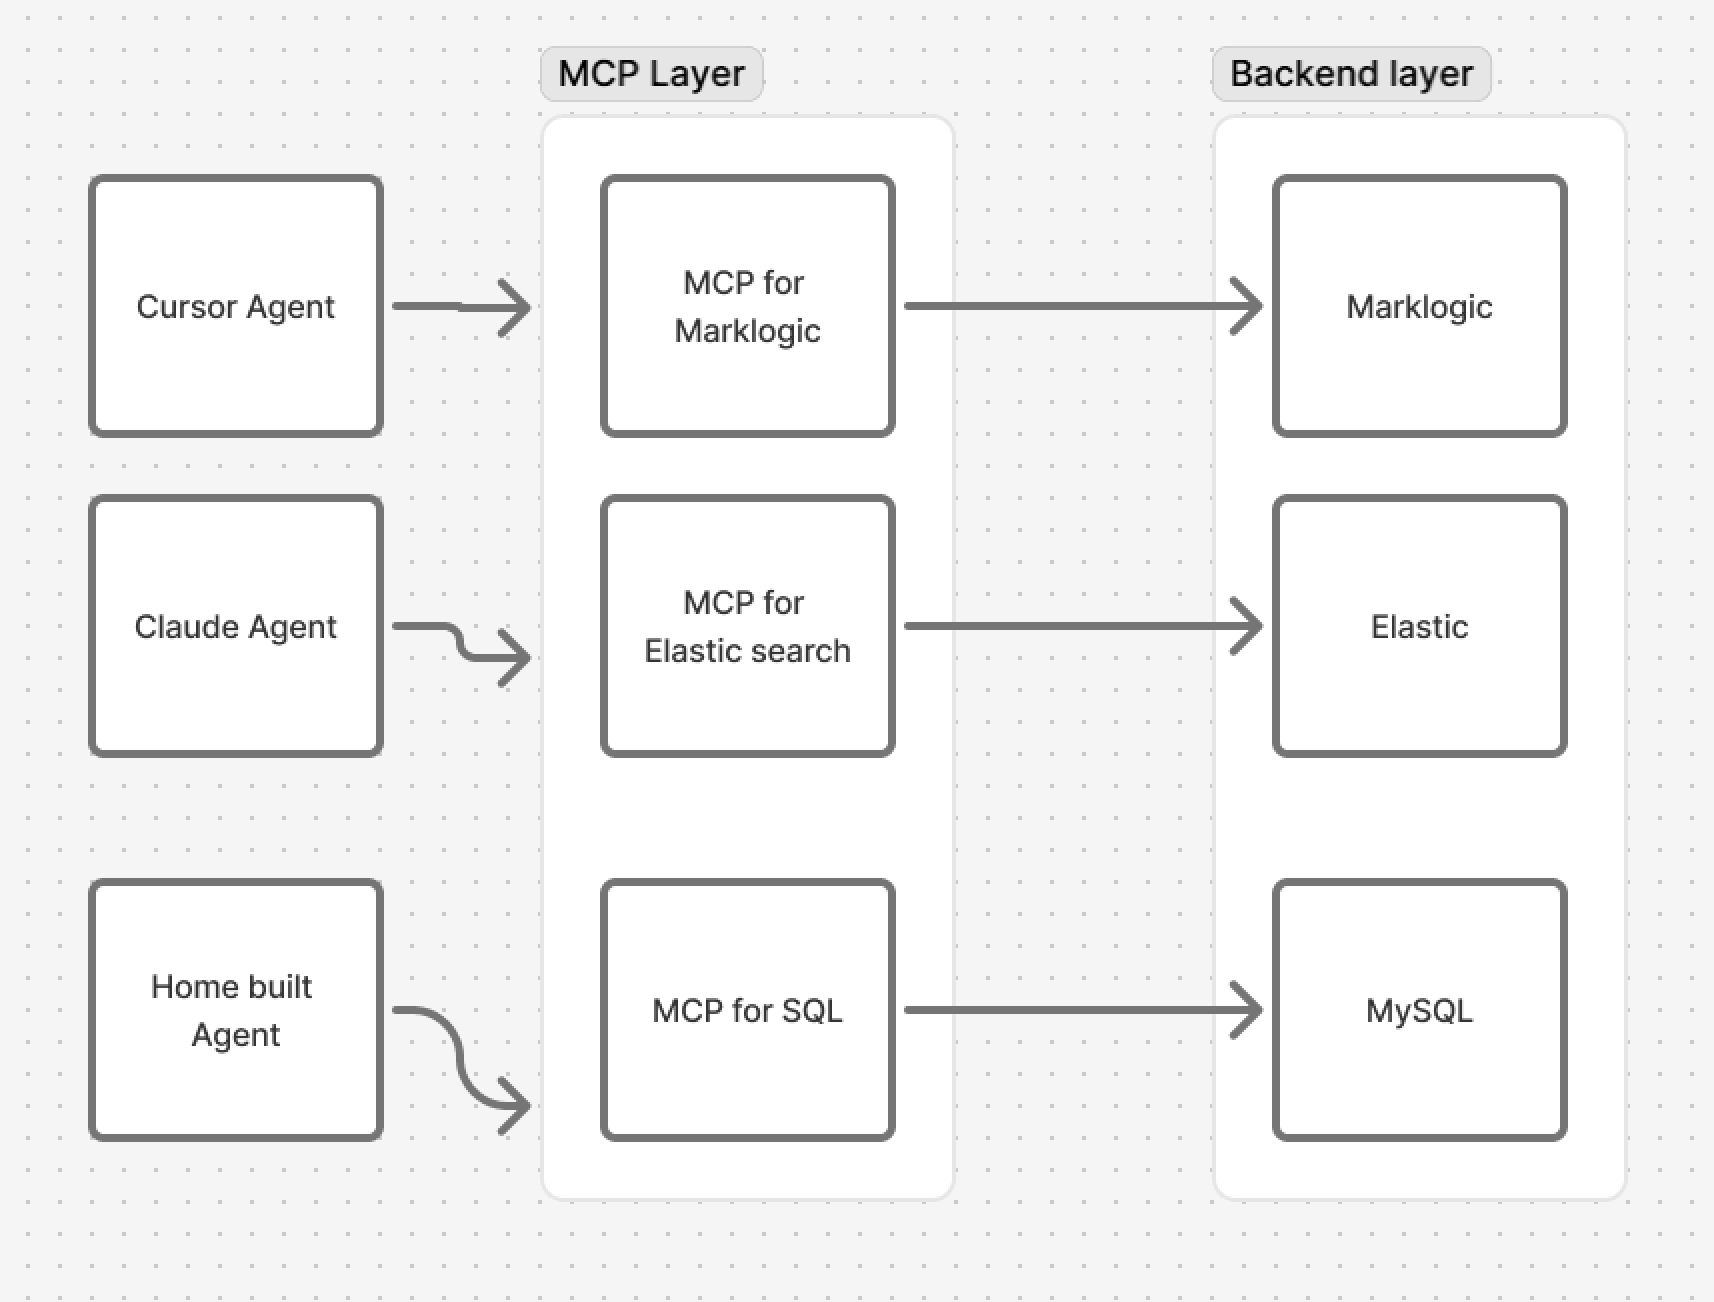 MCP Layer
Backend layer
Cursor Agent
MCP for
Marklogic
Marklogic
Claude Agent
MCP for
Elastic search
Elastic
Home built
Agent
MCP for SQL
MySQL